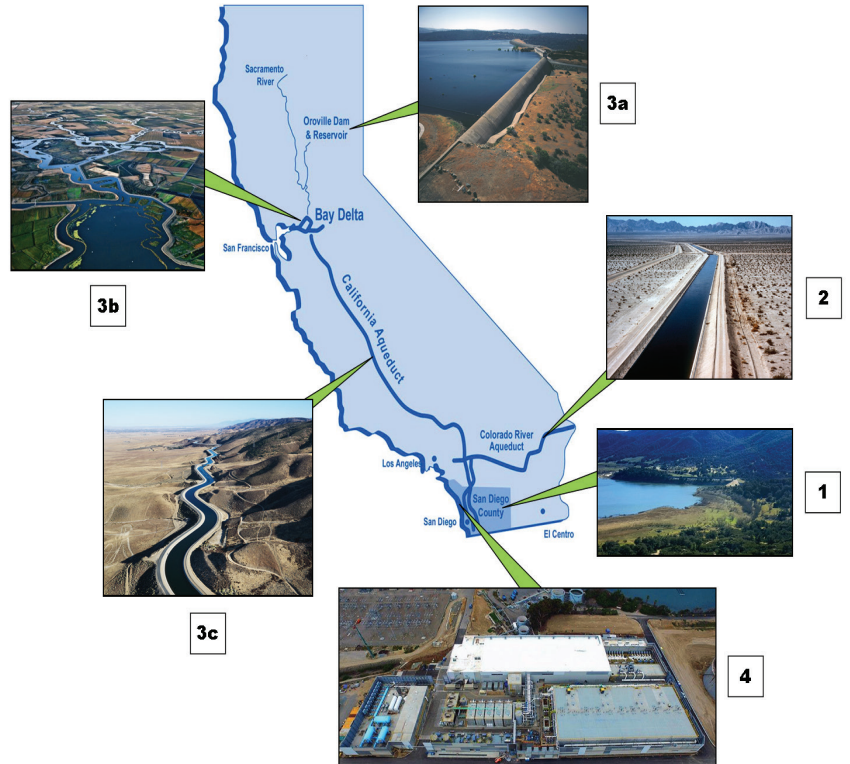 Sacramento
River
3a
Oroville Dam
& Reservoir
Bay Delta
San Francisco
3b
California Aqueduct
2
Colorado River
Aqueduct
Los Angeles
San Diego
County
1
San Diego
El Centro
3c
4